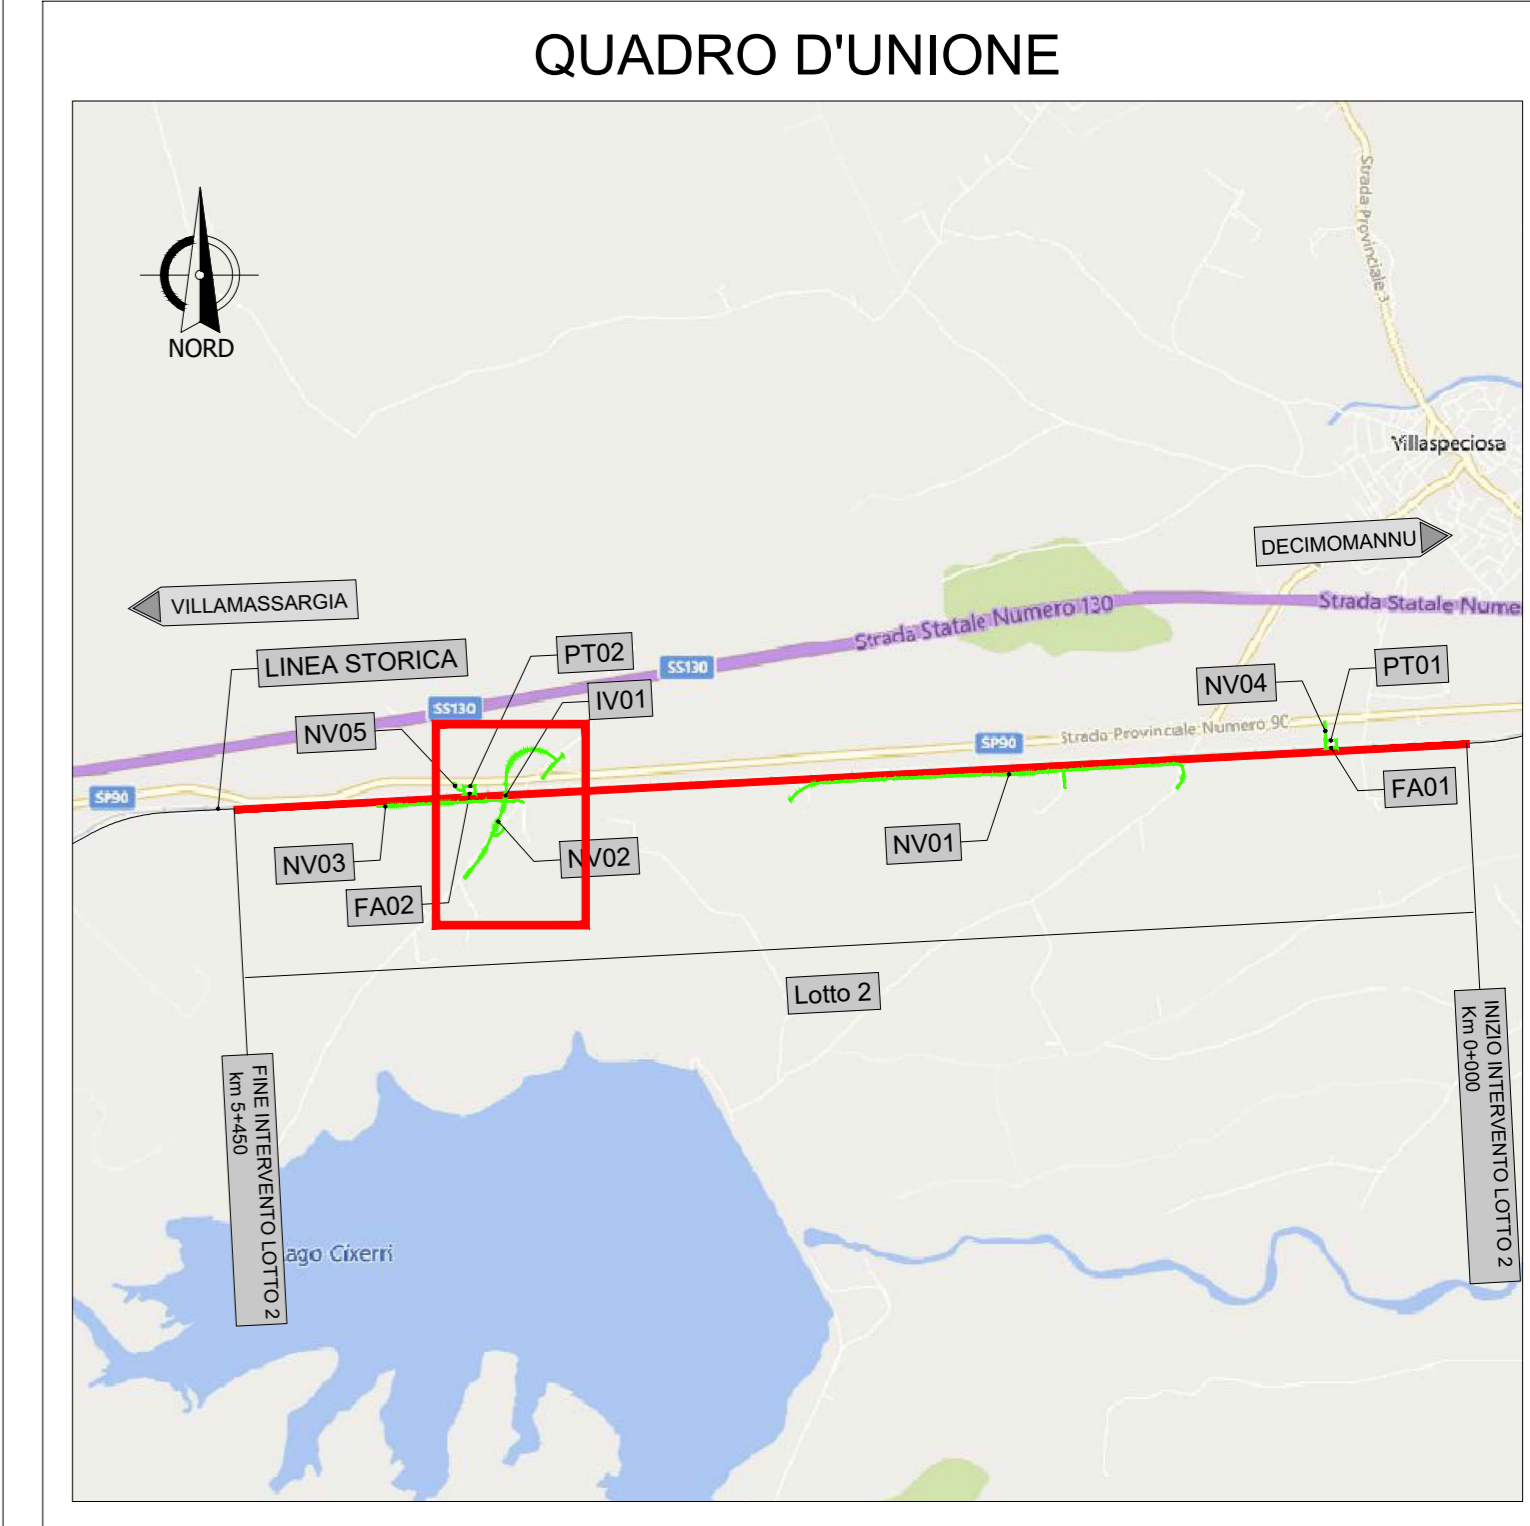 QUADRO D'UNIONE
NORD
Strada Provinciale 3
Villaspeciosa
DECIMOMANNU
VILLAMASSARGIA
Strada Statale Numero 130
Strada Statale Nume
LINEA STORICA
PT02
SS130
IV01
SS130
NV05
NV04
PT01
Strada Provinciale Numero 90
SP90
SP90
FA01
NV03
NV02
NV01
FA02
Lotto 2
INIZIO INTERVENTO LOTTO 2
Km 0+000
FINE INTERVENTO LOTTO 2
km 5+450
ago Cixerri